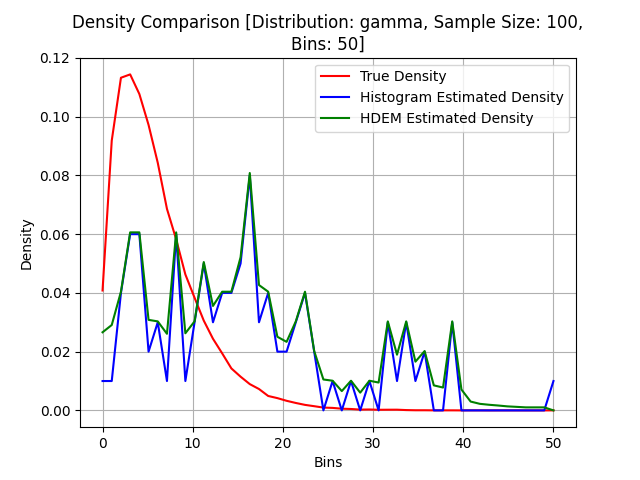 Density Comparison [Distribution: gamma, Sample Size: 100,
Bins: 50]
True Density
Histogram Estimated Density
HDEM Estimated Density
Density
0.12
0.10
0.08
0.06
0.04
0.02
0.00
0 10 20 30 40 50
Bins